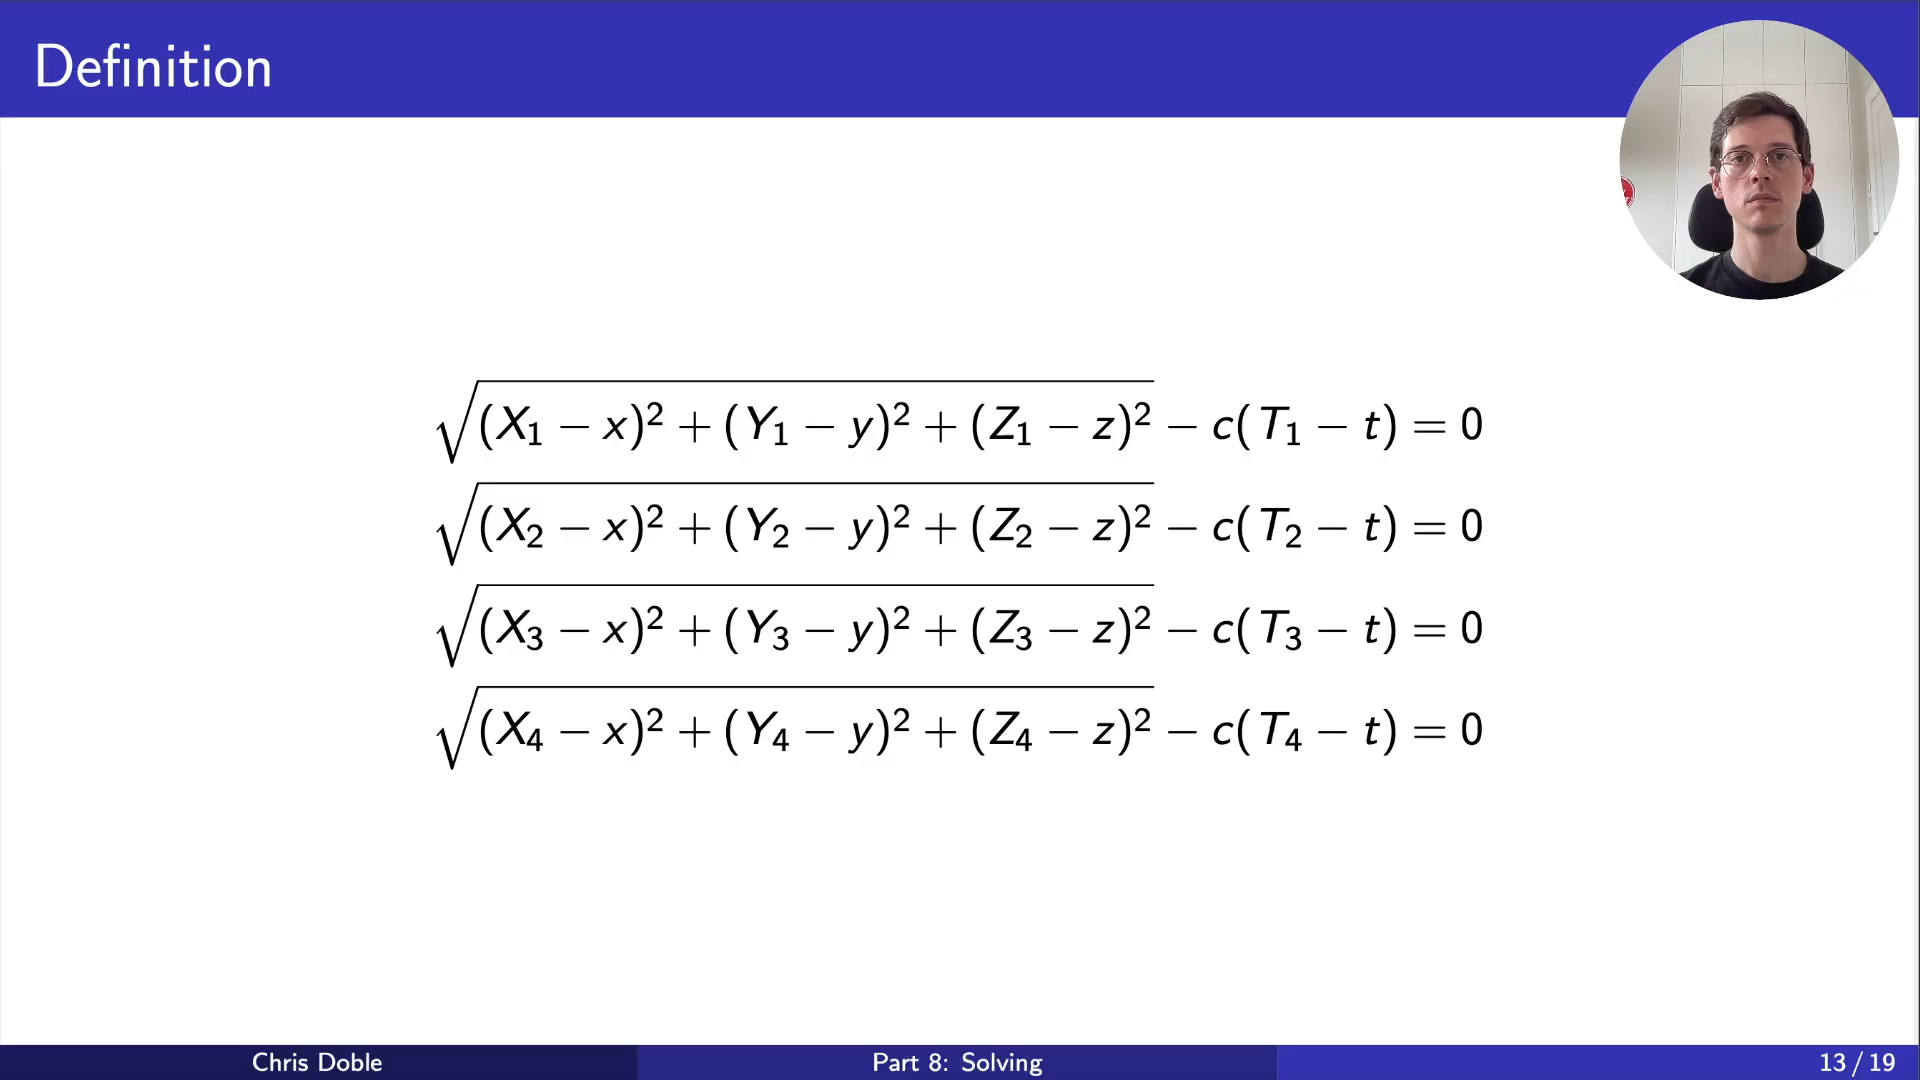 Definition
√(X₁ − x)² + (Y₁ − y)² + (Z₁ − z)² − c(T₁ − t) = 0
√(X₂ − x)² + (Y₂ − y)² + (Z₂ − z)² − c(T₂ − t) = 0
√(X₃ − x)² + (Y₃ − y)² + (Z₃ − z)² − c(T₃ − t) = 0
√(X₄ − x)² + (Y₄ − y)² + (Z₄ − z)² − c(T₄ − t) = 0
Chris Doble Part 8: Solving 13 / 19